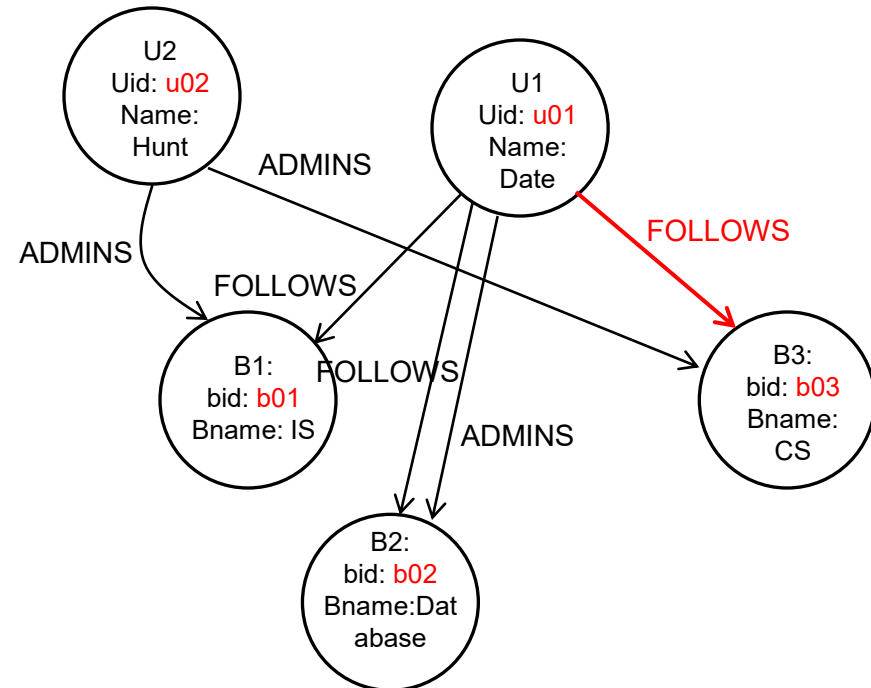 U2
Uid: u02
Name:
Hunt
U1
Uid: u01
Name:
Date
ADMINS
FOLLOWS
ADMINS
FOLLOWS
B1:
bid: b01
Bname: IS
FOLLOWS
B3:
bid: b03
Bname:
CS
ADMINS
B2:
bid: b02
Bname:Dat
abase